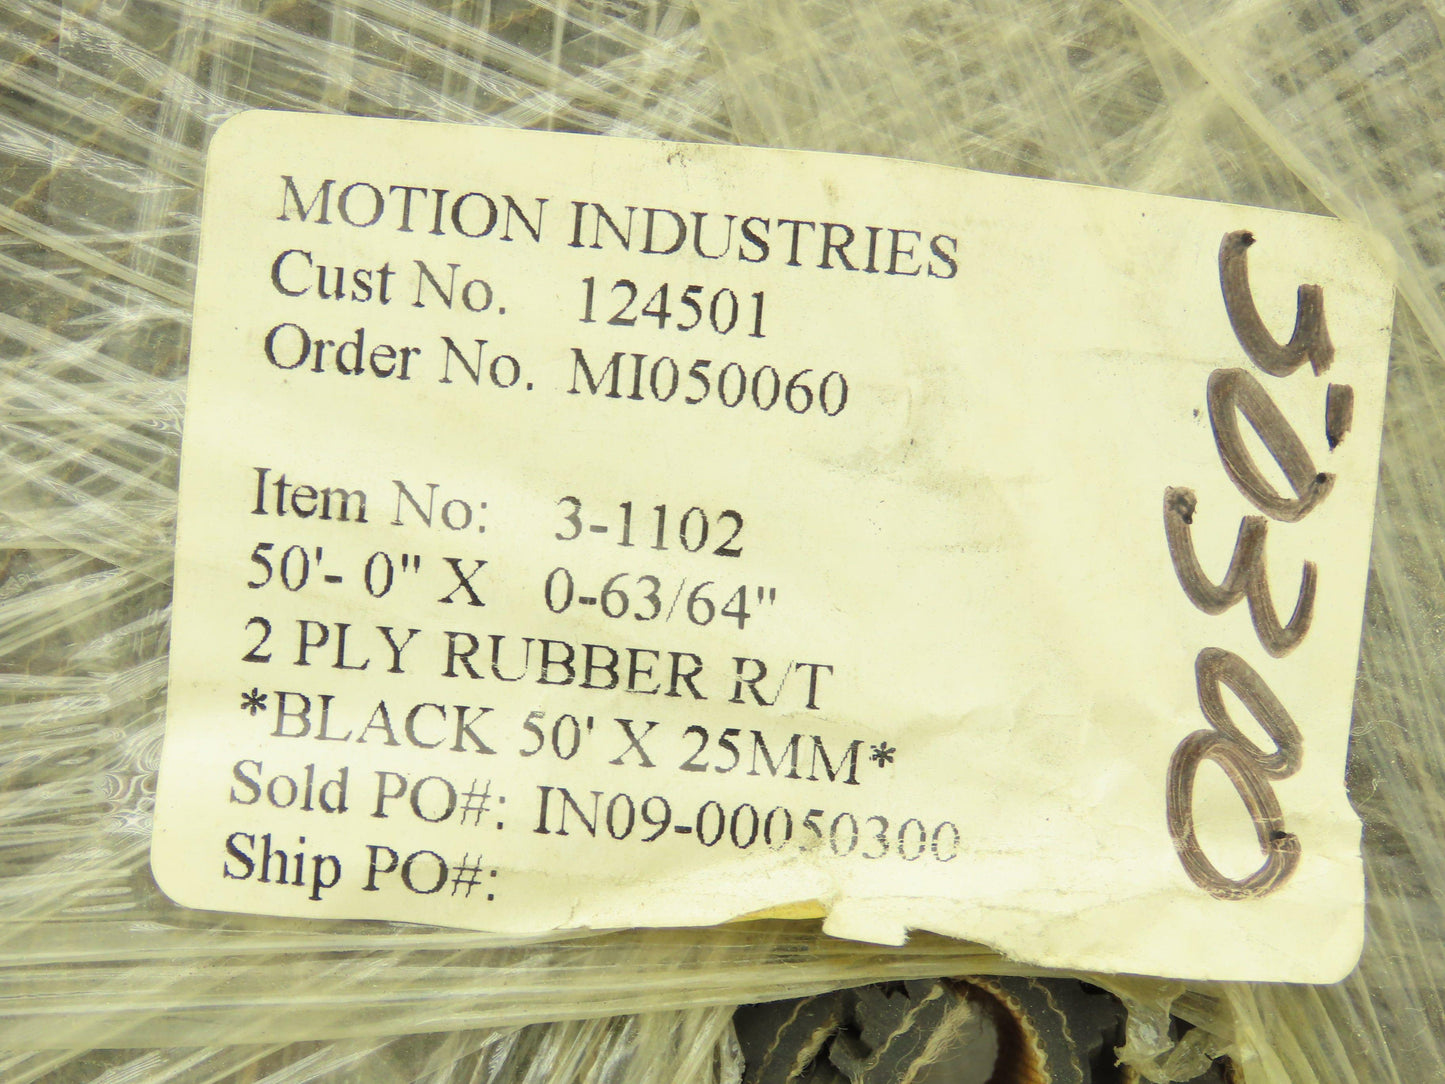 MOTION INDUSTRIES
Cust No. 124501
Order No. MI050060
Item No: 3-1102
50'- 0" X 0-63/64"
2 PLY RUBBER R/T
*BLACK 50' X 25MM*
Sold PO#: IN09-00050300
Ship PO#:
50300